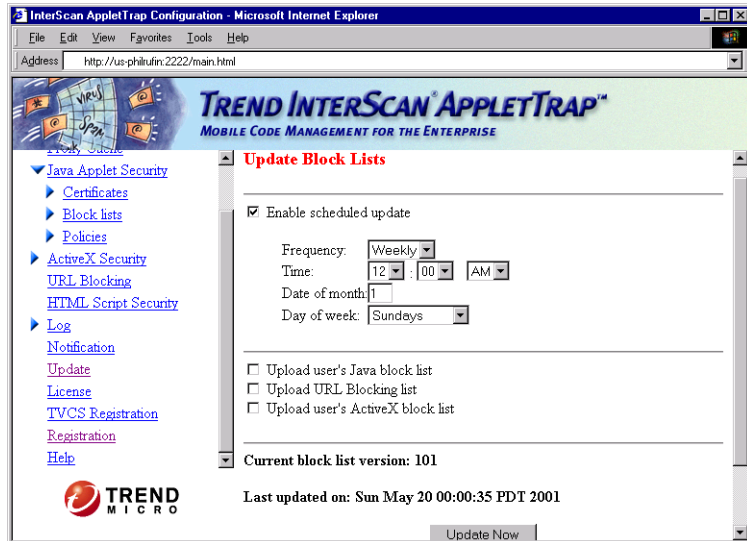 InterScan AppletTrap Configuration - Microsoft Internet Explorer
File Edit View Favorites Tools Help
Address http://us-philrufin:2222/main.html
VIRUS
Spam
TREND INTERSCAN® APPLETTRAP™
MOBILE CODE MANAGEMENT FOR THE ENTERPRISE
Proxy Cache
Java Applet Security
Certificates
Block lists
Policies
ActiveX Security
URL Blocking
HTML Script Security
Log
Notification
Update
License
TVCS Registration
Registration
Help
TREND
MICRO
Update Block Lists
Enable scheduled update
Frequency: Weekly
Time: 12 : 00 AM
Date of month: 1
Day of week: Sundays
Upload user's Java block list
Upload URL Blocking list
Upload user's ActiveX block list
Current block list version: 101
Last updated on: Sun May 20 00:00:35 PDT 2001
Update Now